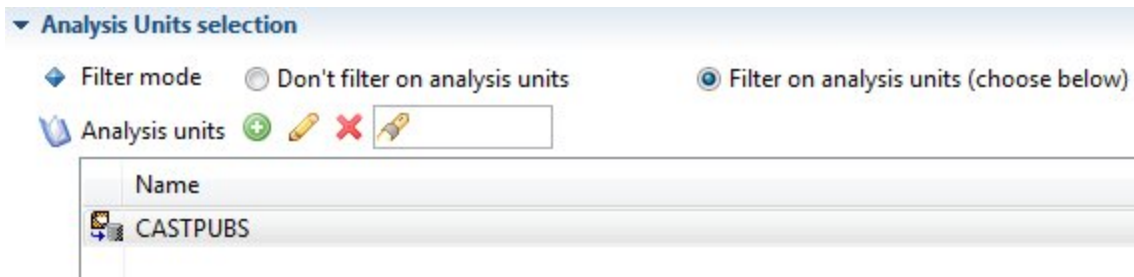 Analysis Units selection
Filter mode Don't filter on analysis units Filter on analysis units (choose below)
Analysis units
Name
CASTPUBS